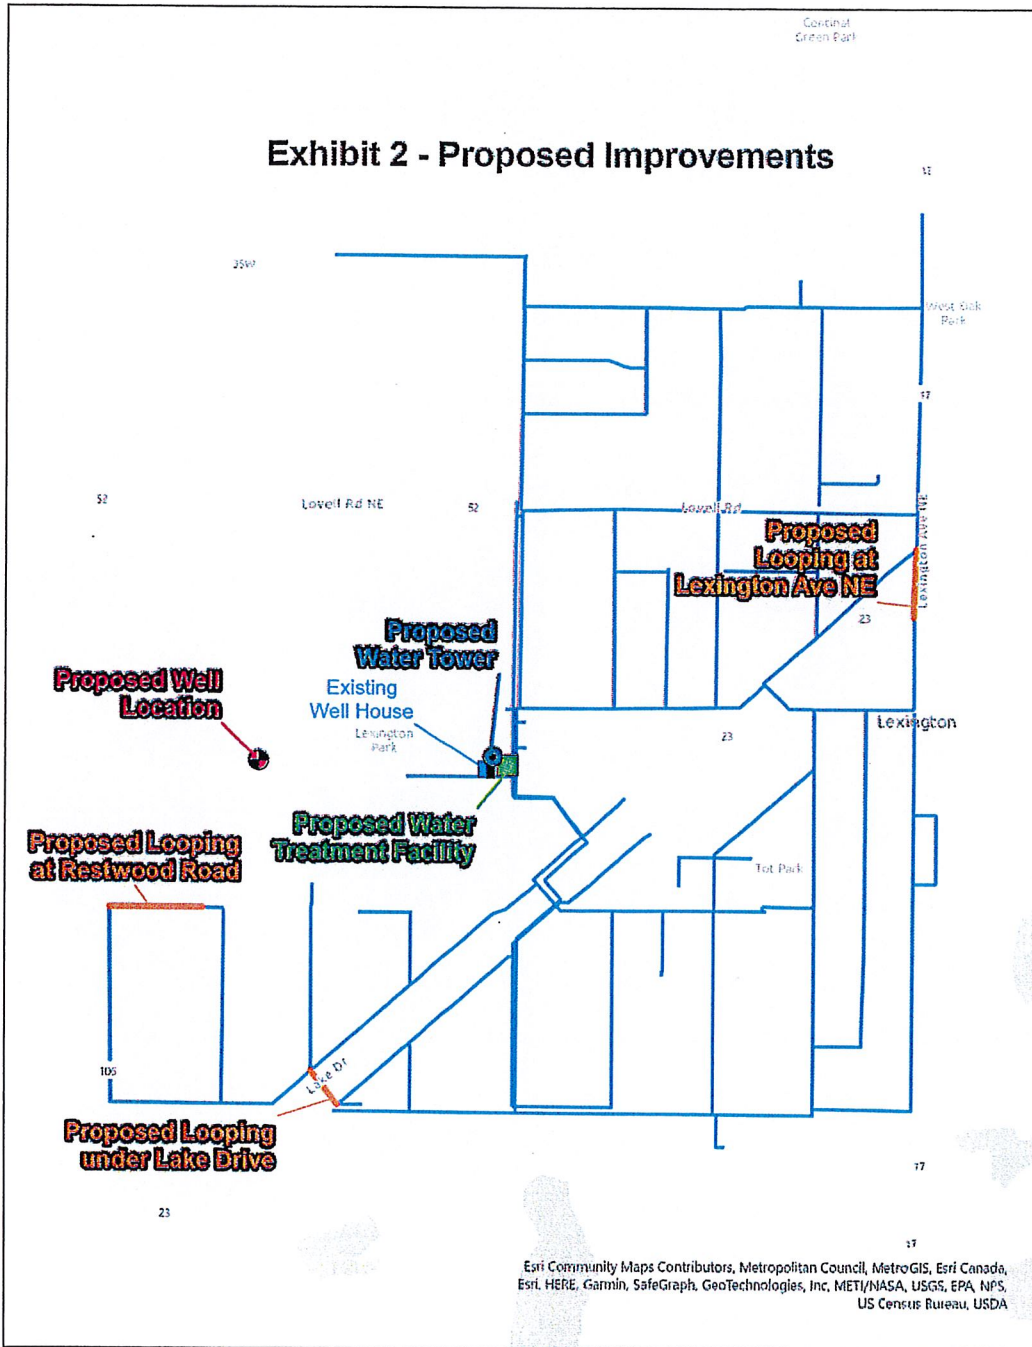 Green Park
Exhibit 2 - Proposed Improvements
35W
West Oak
Park
17
52
Lovell Rd NE
52
Lovell Rd
Lexington Ave NE
Proposed
Looping at
Lexington Ave NE
23
Proposed
Water Tower
Proposed Well
Location
Existing
Well House
Lexington
Park
Lexington
23
Proposed Water
Treatment Facility
Proposed Looping
at Restwood Road
Tot Park
106
Lake Dr
Proposed Looping
under Lake Drive
23
17
17
Esri Community Maps Contributors, Metropolitan Council, MetroGIS, Esri Canada,
Esri, HERE, Garmin, SafeGraph, GeoTechnologies, Inc, METI/NASA, USGS, EPA, NPS,
US Census Bureau, USDA